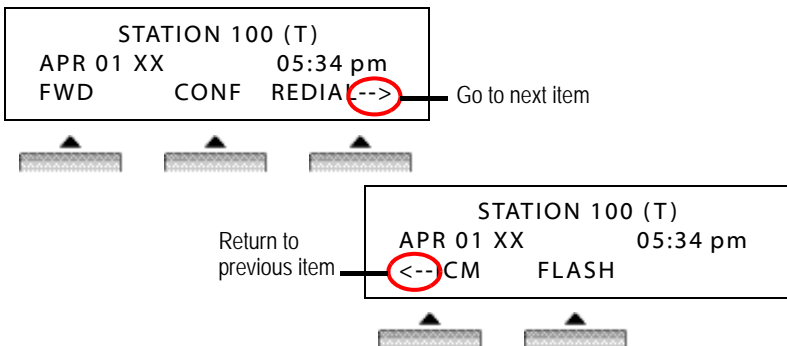 STATION 100 (T)
APR 01 XX 05:34 pm
FWD CONF REDIAL-->
Go to next item
STATION 100 (T)
APR 01 XX 05:34 pm
<--ICM FLASH
Return to
previous item